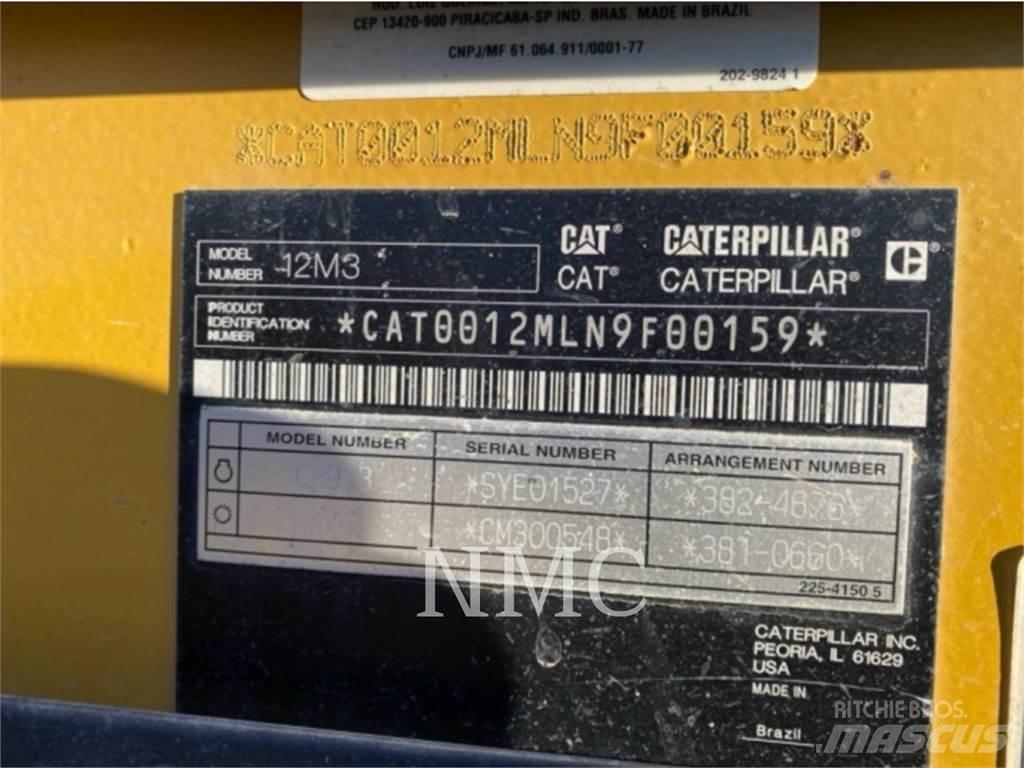 CEP 13420-900 PIRACICABA-SP IND. BRAS. MADE IN BRAZIL
CNPJ/MF 61.064.911/0001-77
202-9824 1
*CAT0012MLN9F00159*
CAT® CATERPILLAR®
MODEL NUMBER 12M3
CAT® CATERPILLAR®
PRODUCT IDENTIFICATION NUMBER *CAT0012MLN9F00159*
MODEL NUMBER SERIAL NUMBER ARRANGEMENT NUMBER
C-9.3 *SYE01527*
*CM300548* *381-0660*
225-4150 5
NMC
CATERPILLAR INC.
PEORIA, IL 61629
USA
MADE IN
Brazil
RITCHIE BROS.
MASCUS